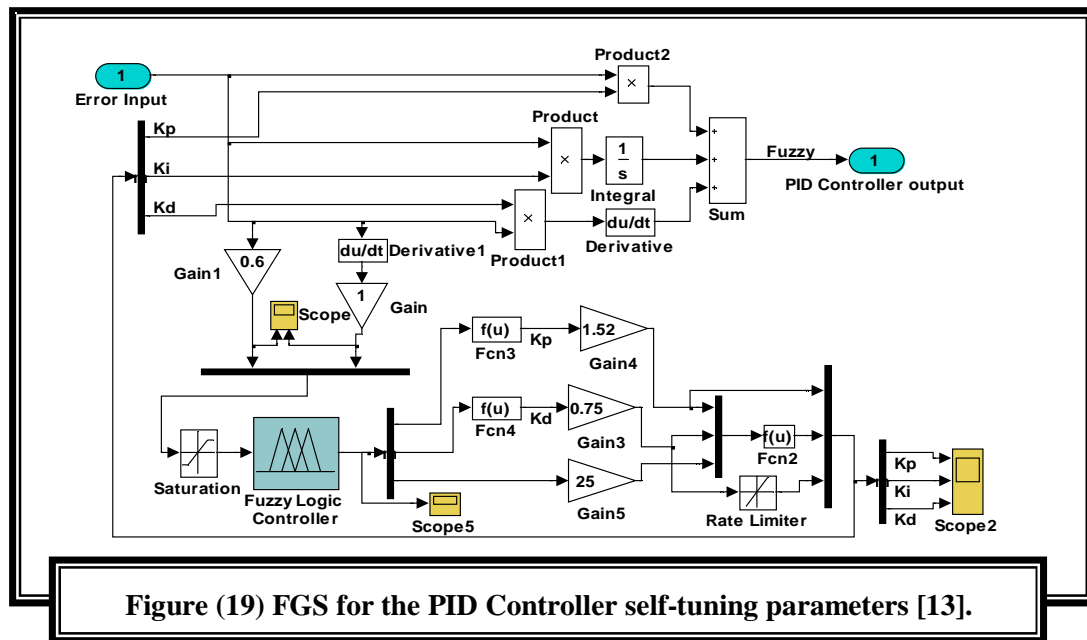 Product2
1
Error Input
×
Kp
Product
×
1
s
Integral
+
+
+
Sum
Fuzzy
1
PID Controller output
Ki
Kd
×
Product1
du/dt
Derivative
0.6
Gain1
du/dt
Derivative1
1
Gain
Scope
f(u)
Fcn3
Kp
1.52
Gain4
f(u)
Fcn4
Kd
0.75
Gain3
f(u)
Fcn2
Saturation
Fuzzy Logic
Controller
Scope5
25
Gain5
Rate Limiter
Kp
Ki
Kd
Scope2
Figure (19) FGS for the PID Controller self-tuning parameters [13].